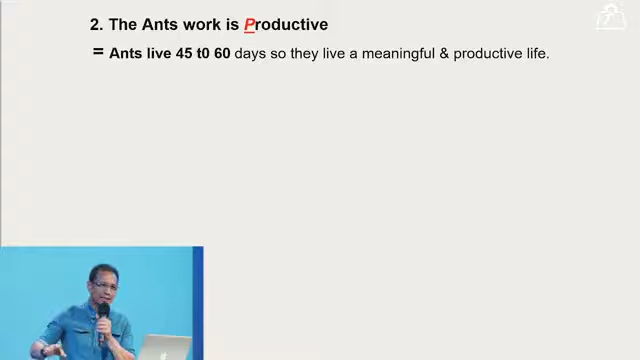 2. The Ants work is Productive
= Ants live 45 t0 60 days so they live a meaningful & productive life.